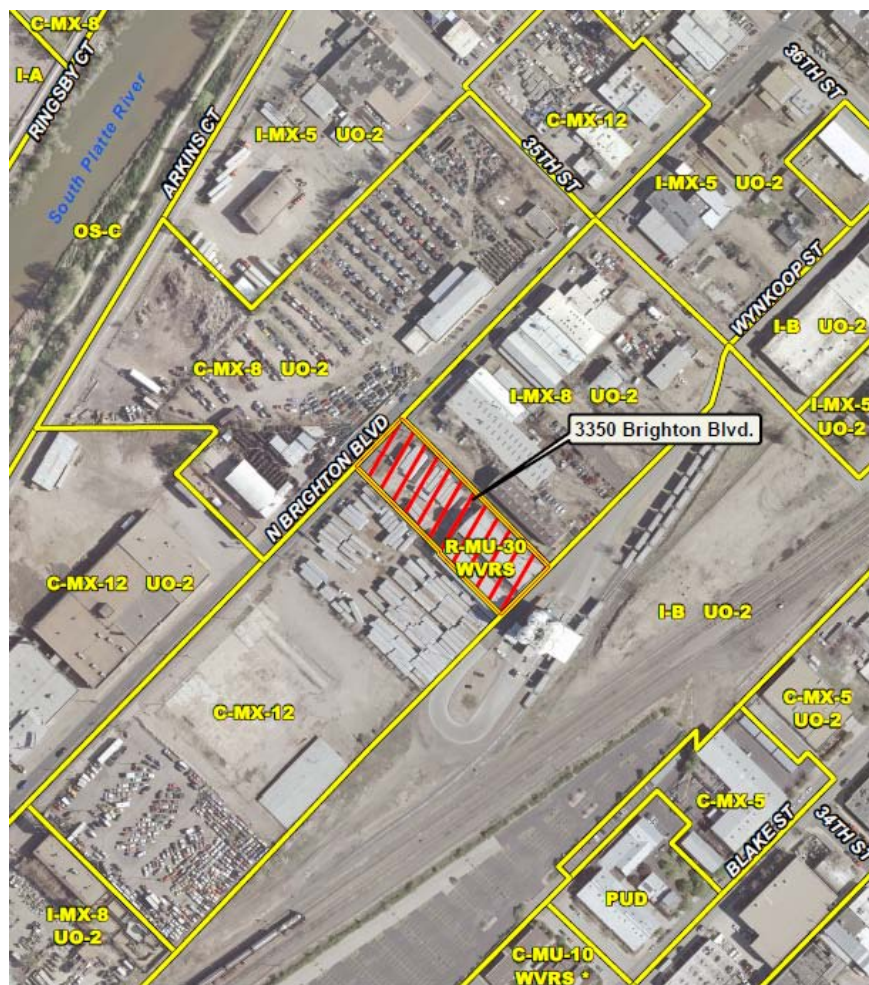 C-MX-8
I-A
RINGSBY CT
South Platte River
ARKINS CT
I-MX-5 UO-2
OS-C
C-MX-12
35TH ST
36TH ST
I-MX-5 UO-2
WYNKOOP ST
I-B UO-2
I-MX-5
UO-2
C-MX-8 UO-2
I-MX-8 UO-2
3350 Brighton Blvd.
N BRIGHTON BLVD
R-MU-30
WVRS
C-MX-12 UO-2
I-B UO-2
C-MX-12
C-MX-5
UO-2
C-MX-5
BLAKE ST
34TH ST
PUD
I-MX-8
UO-2
C-MU-10
WVRS *